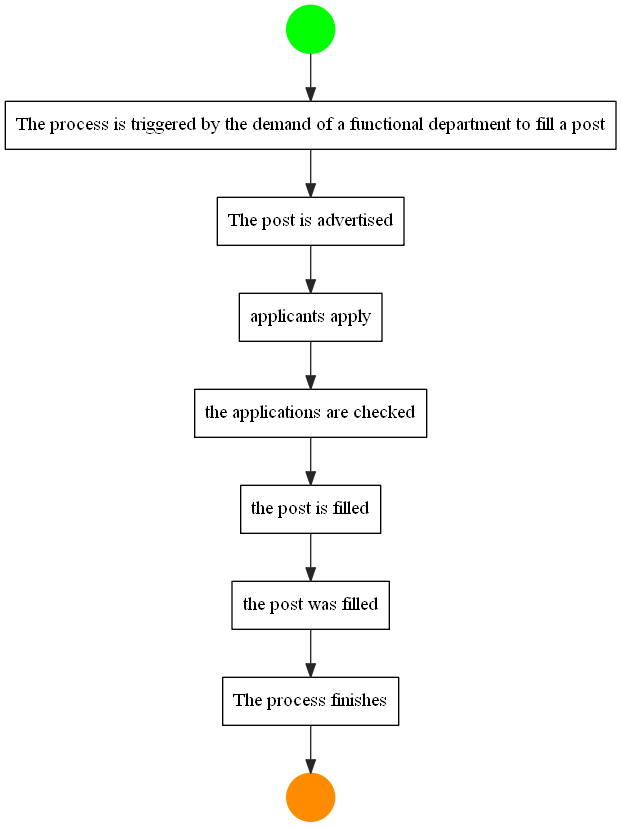 The process is triggered by the demand of a functional department to fill a post
The post is advertised
applicants apply
the applications are checked
the post is filled
the post was filled
The process finishes